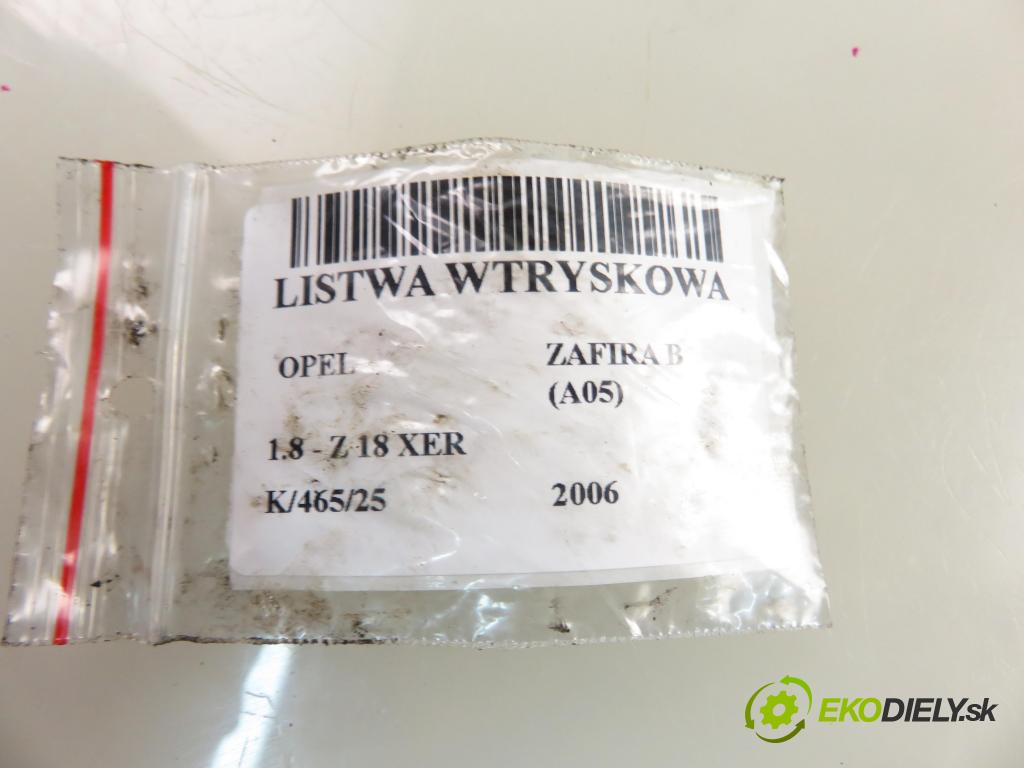 LISTWA WTRYSKOWA
OPEL ZAFIRA B
(A05)
1.8 - Z 18 XER
K/465/25 2006
EKODIELY.sk